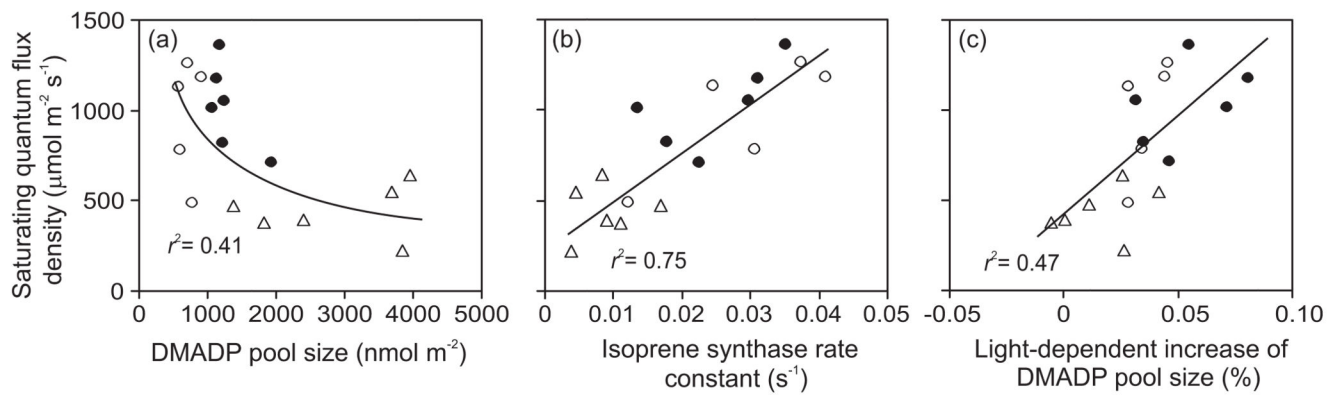 Saturating quantum flux
density (μmol m⁻² s⁻¹)
1500
1000
500
0
(a)
r²= 0.41
0 1000 2000 3000 4000 5000
DMADP pool size (nmol m⁻²)
(b)
r²= 0.75
0 0.01 0.02 0.03 0.04 0.05
Isoprene synthase rate
constant (s⁻¹)
(c)
r²= 0.47
-0.05 0 0.05 0.10
Light-dependent increase of
DMADP pool size (%)